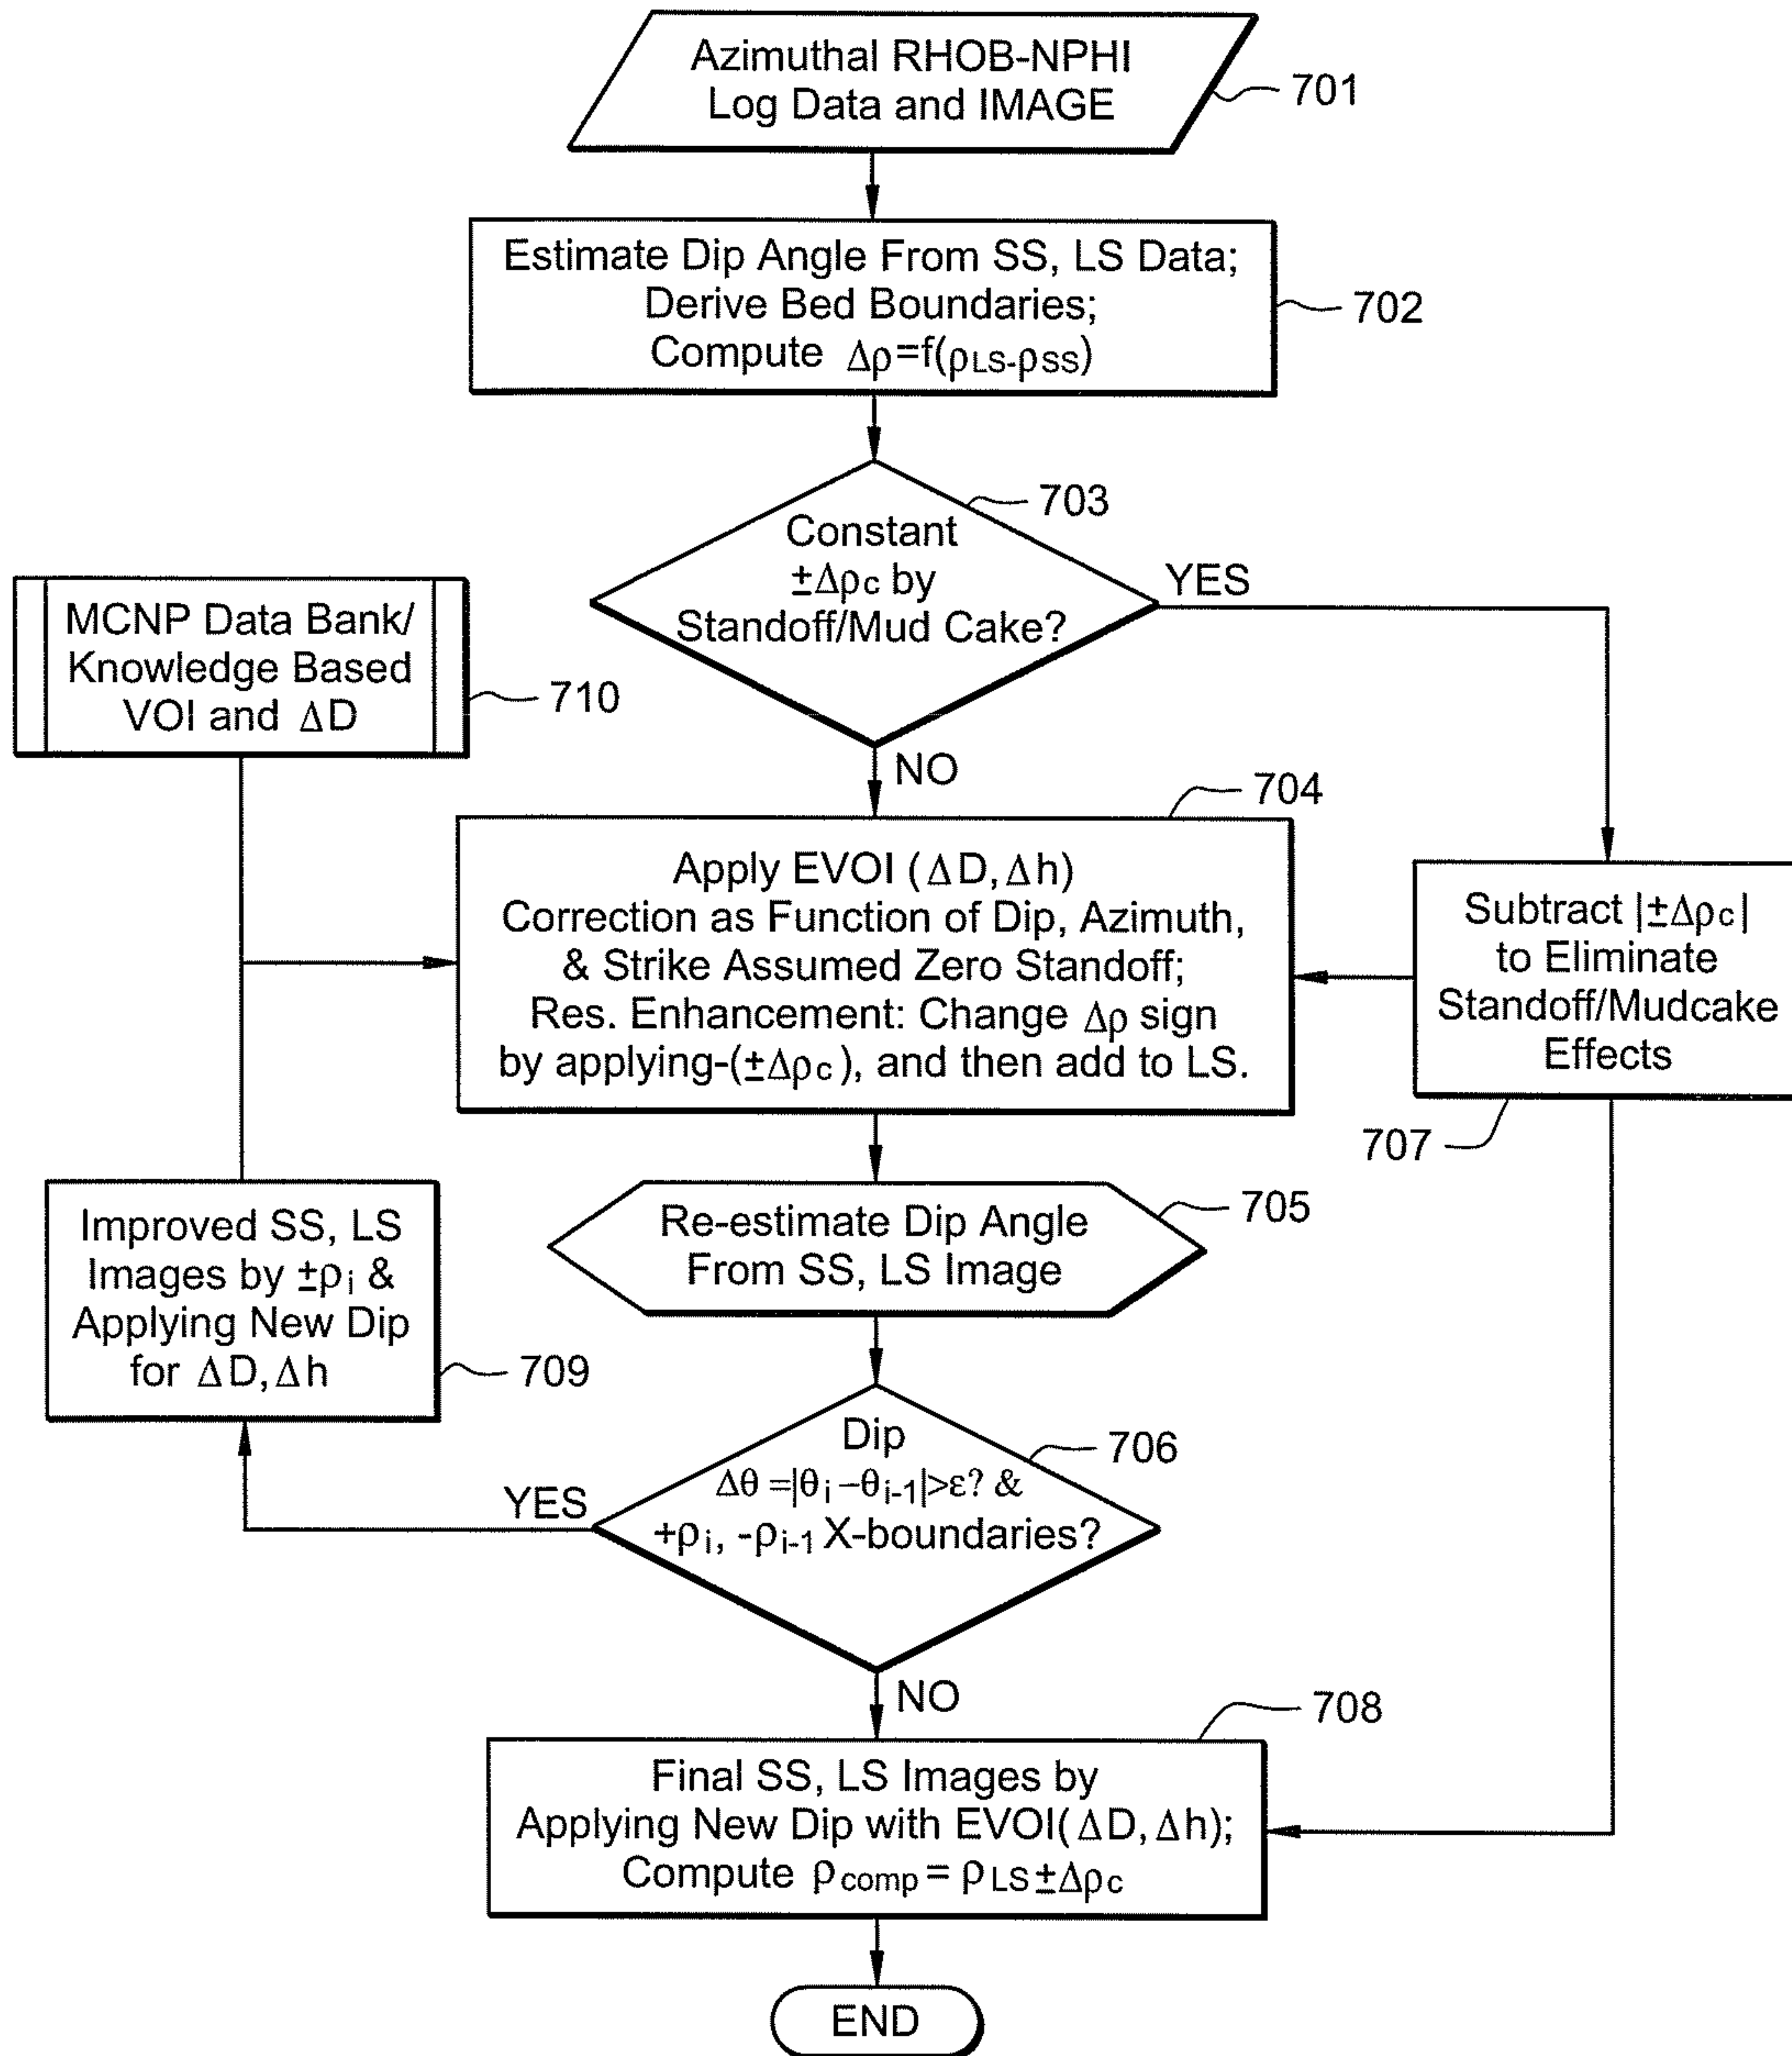 Azimuthal RHOB-NPHI
Log Data and IMAGE
701
Estimate Dip Angle From SS, LS Data;
Derive Bed Boundaries;
Compute Δρ=f(ρLS-ρSS)
702
703
Constant
±Δρc by
Standoff/Mud Cake?
YES
NO
MCNP Data Bank/
Knowledge Based
VOI and ΔD
710
704
Apply EVOI (ΔD, Δh)
Correction as Function of Dip, Azimuth,
& Strike Assumed Zero Standoff;
Res. Enhancement: Change Δρ sign
by applying-(±Δρc), and then add to LS.
Subtract |±Δρc|
to Eliminate
Standoff/Mudcake
Effects
707
Re-estimate Dip Angle
From SS, LS Image
705
Improved SS, LS
Images by ±ρi &
Applying New Dip
for ΔD, Δh
709
706
Dip
Δθ =|θi −θi-1|>ε? &
+ρi, -ρi-1 X-boundaries?
YES
NO
708
Final SS, LS Images by
Applying New Dip with EVOI(ΔD, Δh);
Compute ρcomp = ρLS ±Δρc
END